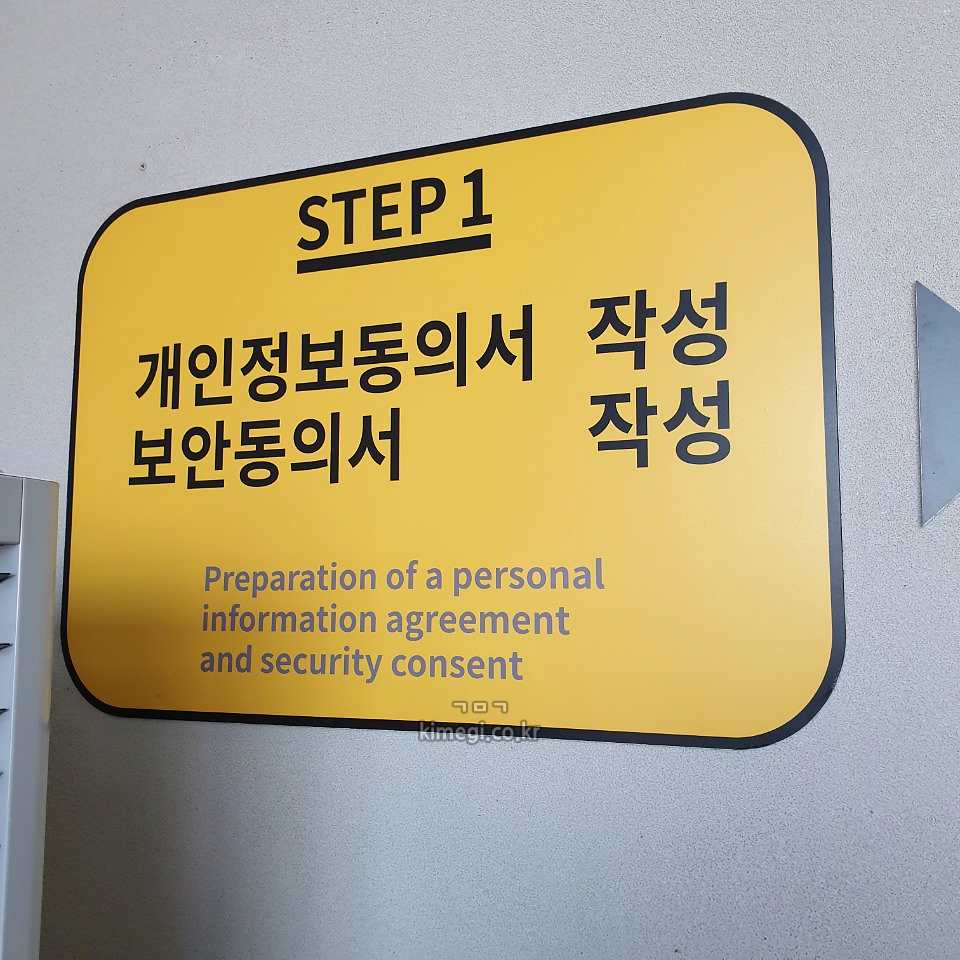 STEP 1
개인정보동의서 작성
보안동의서 작성
Preparation of a personal
information agreement
and security consent
ㄱㅁㄱ
kimegi.co.kr